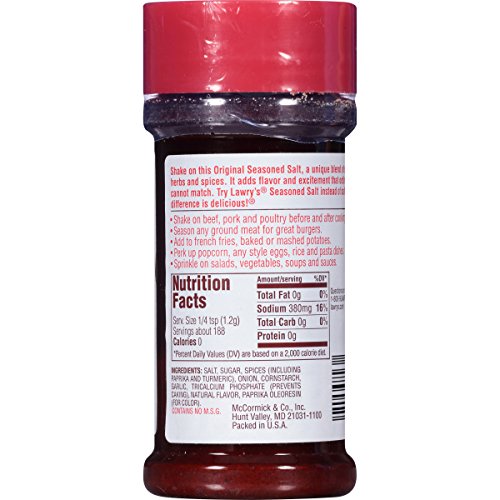 Shake on this Original Seasoned Salt, a unique blend
herbs and spices. It adds flavor and excitement that
cannot match. Try Lawry's® Seasoned Salt instead of
difference is delicious!®
• Shake on beef, pork and poultry before and after
• Season any ground meat for great burgers.
• Add to french fries, baked or mashed potatoes.
• Perk up popcorn, any style eggs, rice and pasta dishes
• Sprinkle on salads, vegetables, soups and sauces.
Nutrition
Facts
Serv. Size 1/4 tsp (1.2g)
Servings about 188
Calories 0
Amount/serving %DV*
Total Fat 0g 0%
Sodium 380mg 16%
Total Carb 0g 0%
Protein 0g
*Percent Daily Values (DV) are based on a 2,000 calorie diet.
INGREDIENTS: SALT, SUGAR, SPICES (INCLUDING
PAPRIKA AND TURMERIC), ONION, CORNSTARCH,
GARLIC, TRICALCIUM PHOSPHATE (PREVENTS
CAKING), NATURAL FLAVOR, PAPRIKA OLEORESIN
(FOR COLOR).
CONTAINS NO M.S.G.
McCormick & Co., Inc.
Hunt Valley, MD 21031-1100
Packed in U.S.A.